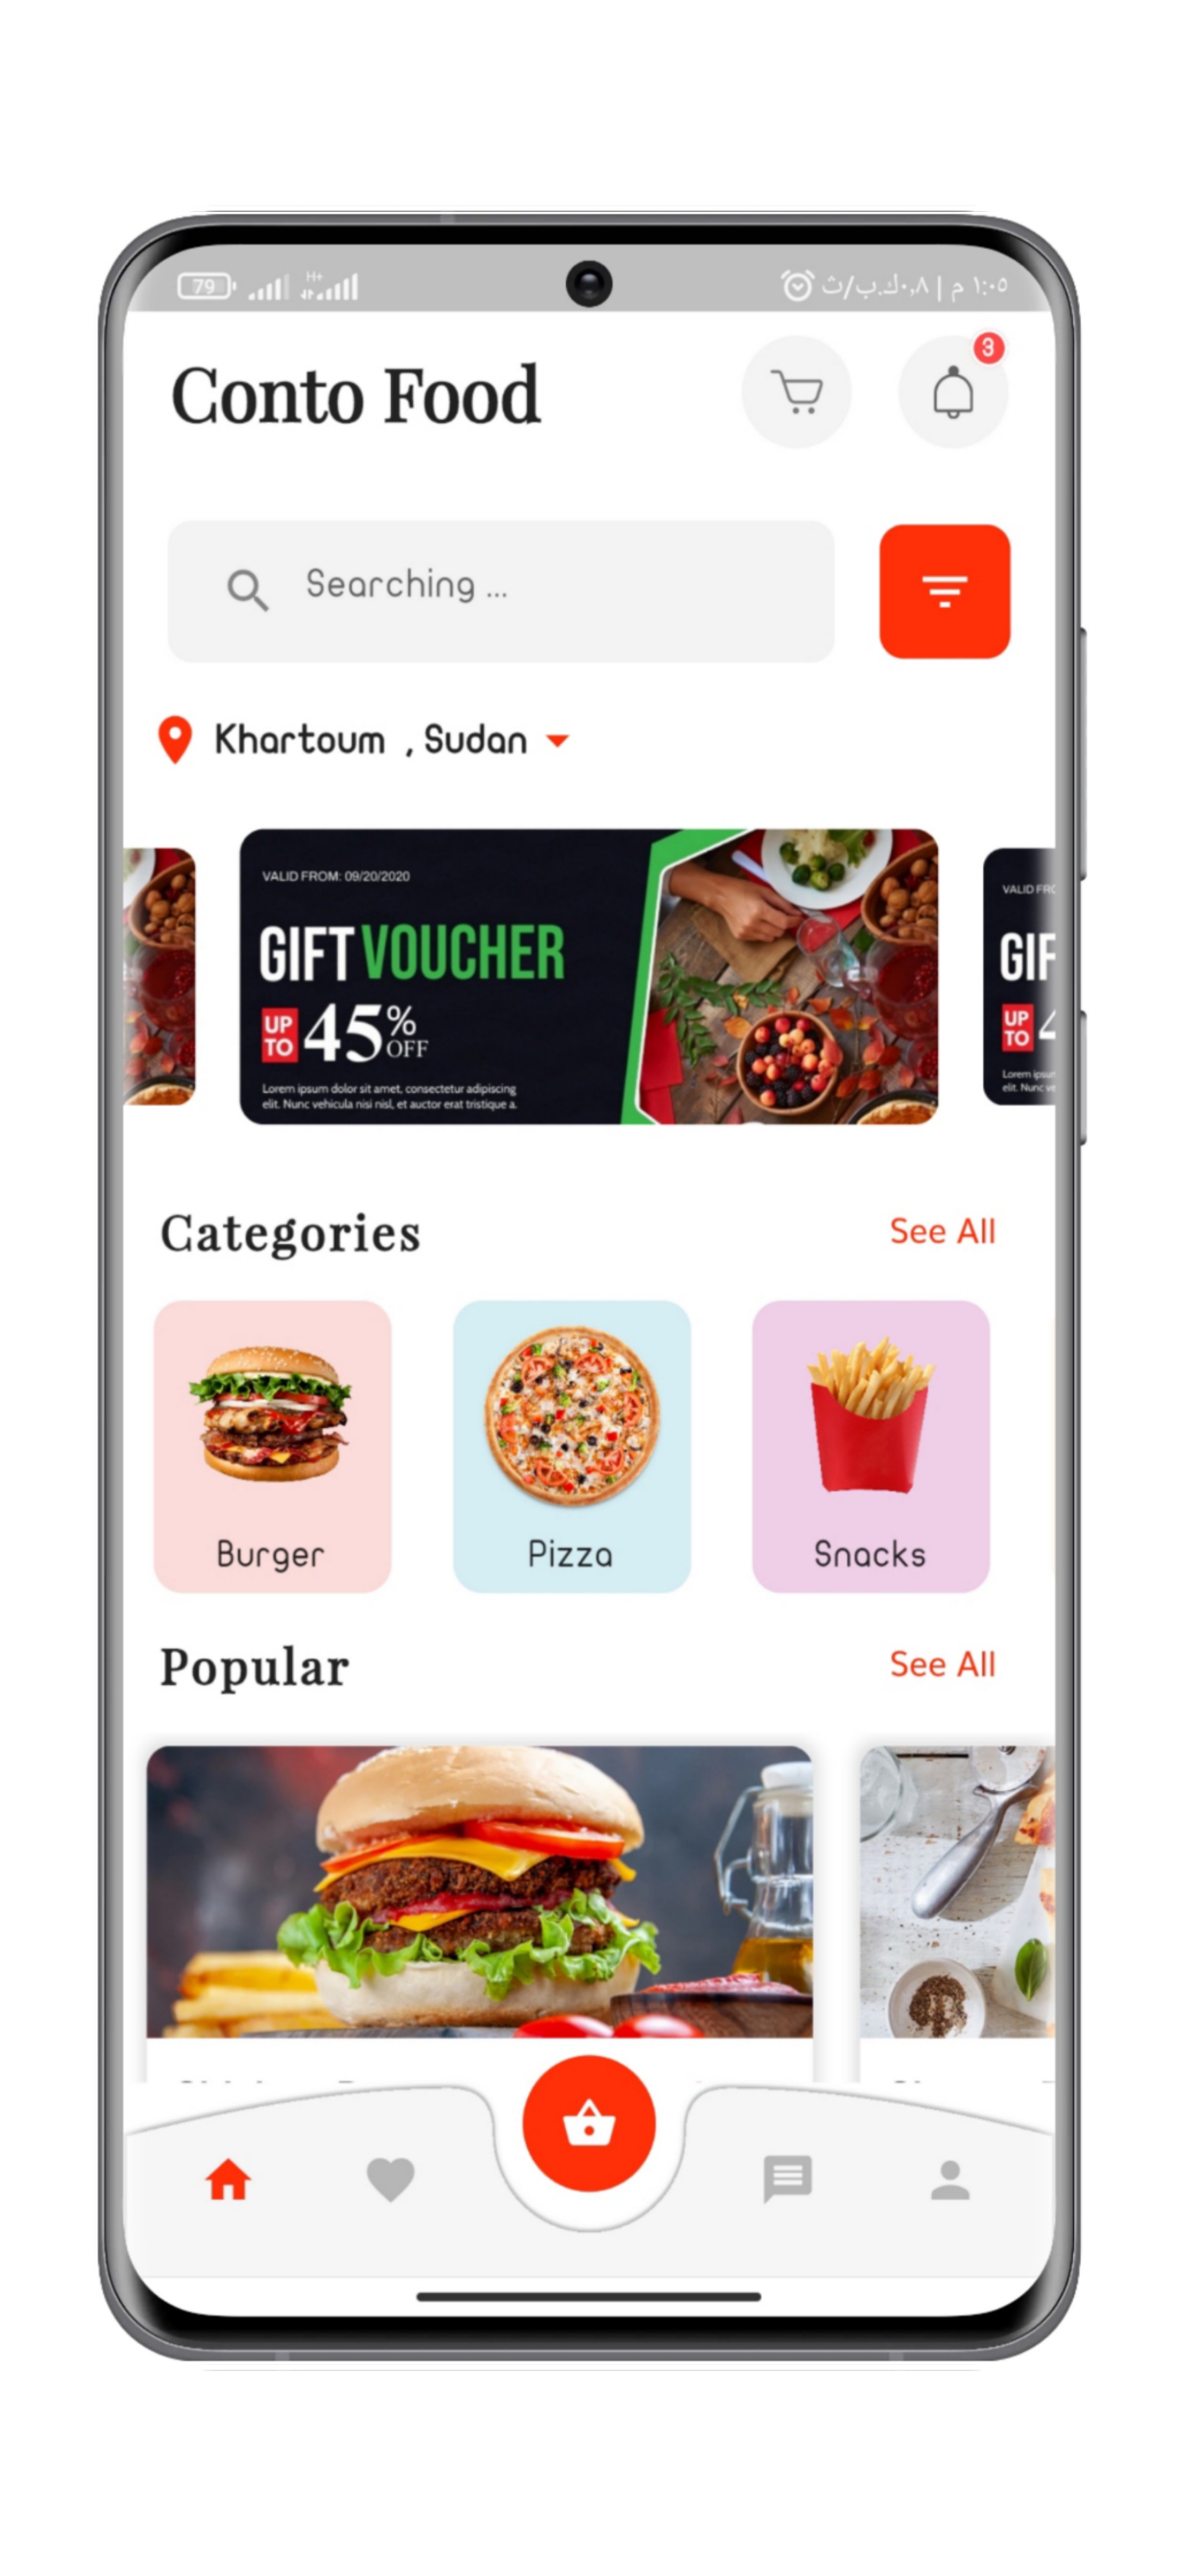 79 H+ ١:٠٥ م | ٠,٨ك.ب/ث
Conto Food
3
Searching ...
Khartoum , Sudan
VALID FROM: 09/20/2020
GIFT VOUCHER
UP TO 45% OFF
Lorem ipsum dolor sit amet, consectetur adipiscing
elit. Nunc vehicula nisi nisl, et auctor erat tristique a.
VALID FRO
GIF
UP TO 4
Lorem ipsu
elit. Nunc ve
Categories See All
Burger Pizza Snacks
Popular See All